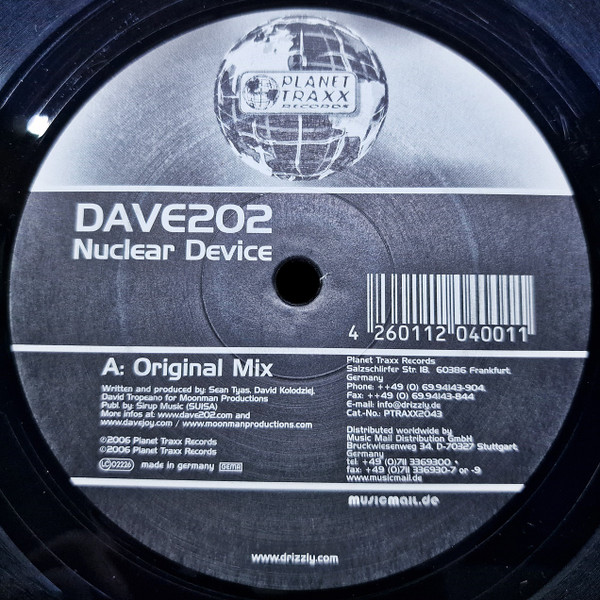 PLANET
TRAXX
RECORDS
DAVE202
Nuclear Device
4 260112 040011
A: Original Mix
Written and produced by: Sean Tyas, David Kolodziej,
David Tropeano for Moonman Productions
Publ. by Sirup Music (SUISA)
More infos at www.dave202.com and
www.davejoy.com / www.moonmanproductions.com
℗2006 Planet Traxx Records
©2006 Planet Traxx Records
LC02226 made in germany GEMA
Planet Traxx Records
Salzschlirfer Str. 18, 60386 Frankfurt,
Germany
Phone: ++49 (0) 69.94143-904,
Fax: ++49 (0) 69.94143-844
E-mail: info@drizzly.de
Cat.-No.: PTRAXX2043
Distributed worldwide by
Music Mail Distribution GmbH
Bruckwiesenweg 34, D-70327 Stuttgart,
Germany
tel: +49 (0)711 3369300 *
fax: +49 (0)711 336930-7 or -9
www.musicmail.de
musicmail.de
www.drizzly.com